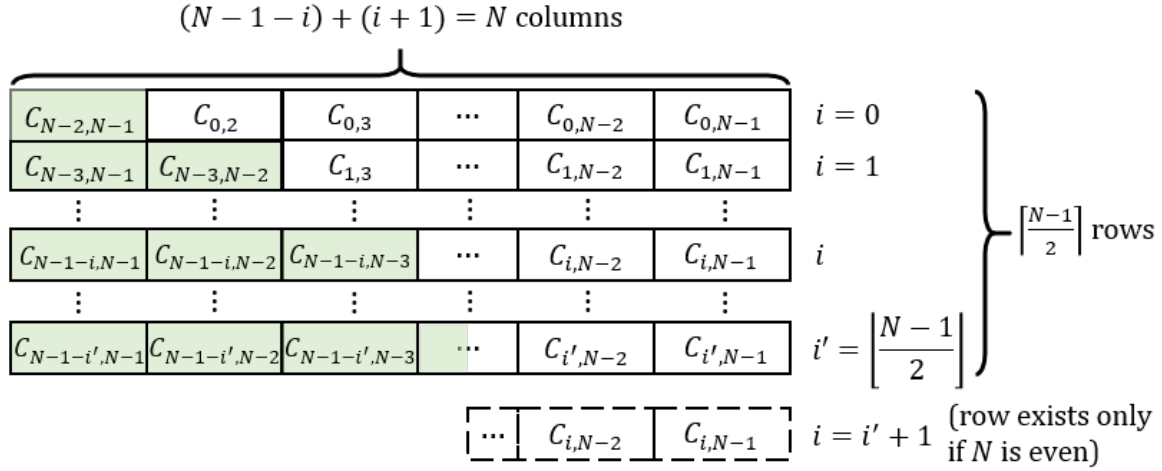 (N − 1 − i) + (i + 1) = N columns
C_{N−2,N−1} C_{0,2} C_{0,3} ⋯ C_{0,N−2} C_{0,N−1} i = 0
C_{N−3,N−1} C_{N−3,N−2} C_{1,3} ⋯ C_{1,N−2} C_{1,N−1} i = 1
⋮ ⋮ ⋮ ⋮ ⋮ ⋮
C_{N−1−i,N−1} C_{N−1−i,N−2} C_{N−1−i,N−3} ⋯ C_{i,N−2} C_{i,N−1} i
⌈(N−1)/2⌉ rows
⋮ ⋮ ⋮ ⋮ ⋮ ⋮
C_{N−1−i′,N−1} C_{N−1−i′,N−2} C_{N−1−i′,N−3} ⋯ C_{i′,N−2} C_{i′,N−1} i′ = ⌊(N − 1)/2⌋
⋯ C_{i,N−2} C_{i,N−1} i = i′ + 1 (row exists only
if N is even)